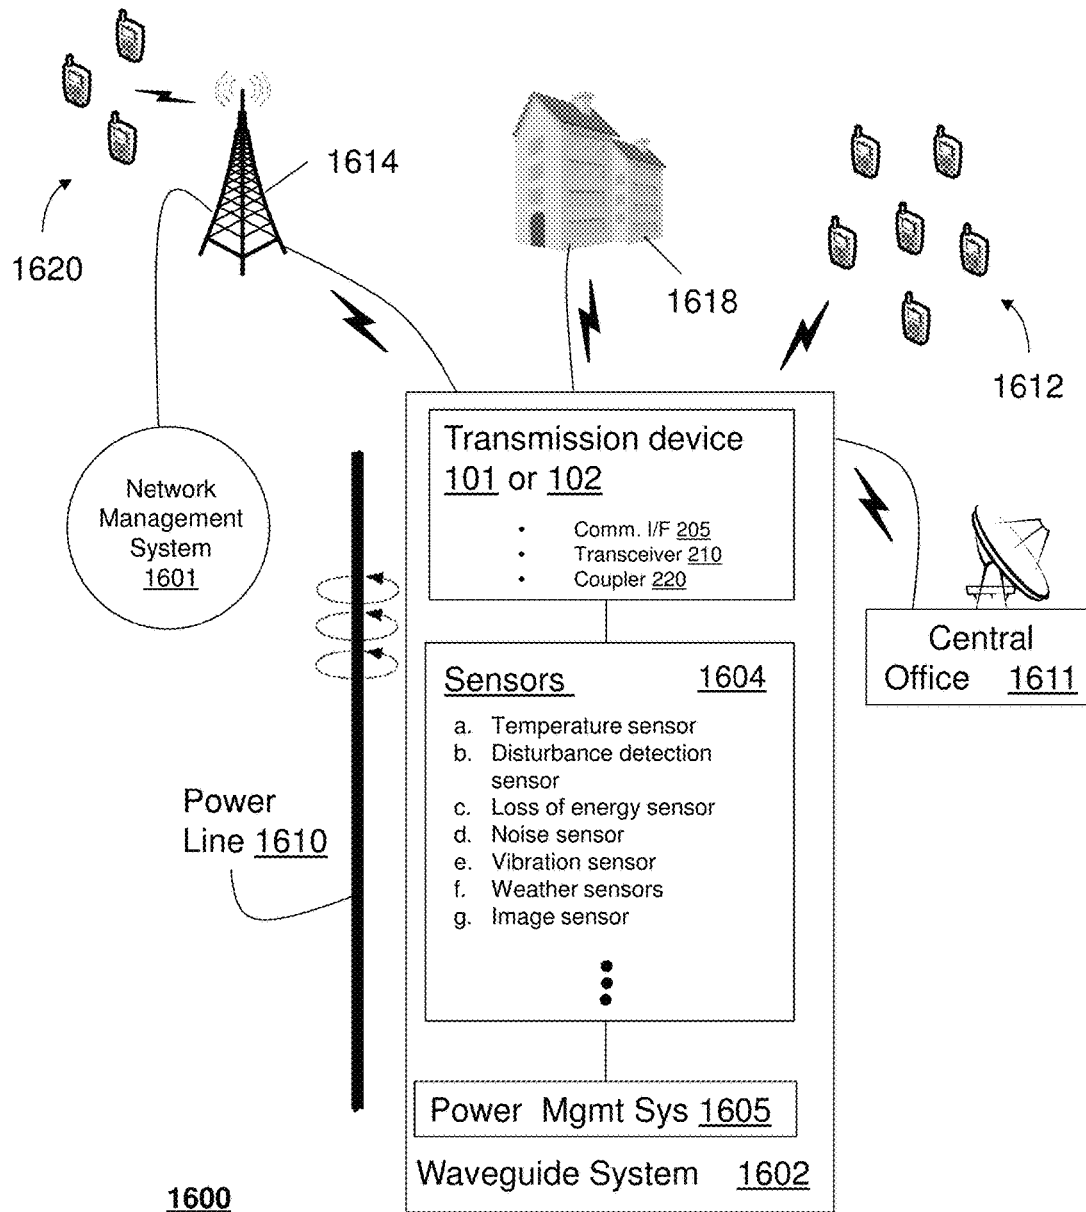 1614
1620
1618
1612
Transmission device
101 or 102
• Comm. I/F 205
• Transceiver 210
• Coupler 220
Network
Management
System
1601
Central
Office 1611
Sensors 1604
a. Temperature sensor
b. Disturbance detection
sensor
c. Loss of energy sensor
d. Noise sensor
e. Vibration sensor
f. Weather sensors
g. Image sensor
Power
Line 1610
Power Mgmt Sys 1605
Waveguide System 1602
1600